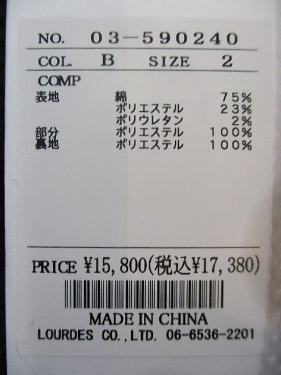 NO. 03-590240
COL. B SIZE 2
COMP
表地 綿 75%
ポリエステル 23%
ポリウレタン 2%
部分 ポリエステル 100%
裏地 ポリエステル 100%
PRICE ¥15,800(税込¥17,380)
MADE IN CHINA
LOURDES CO.,LTD. 06-6536-2201